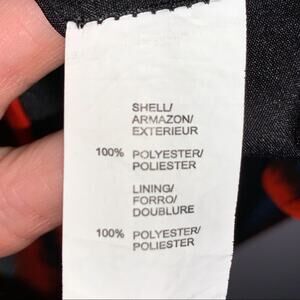 SHELL/
ARMAZON/
EXTERIEUR
100% POLYESTER/
POLIESTER
LINING/
FORRO/
DOUBLURE
100% POLYESTER/
POLIESTER